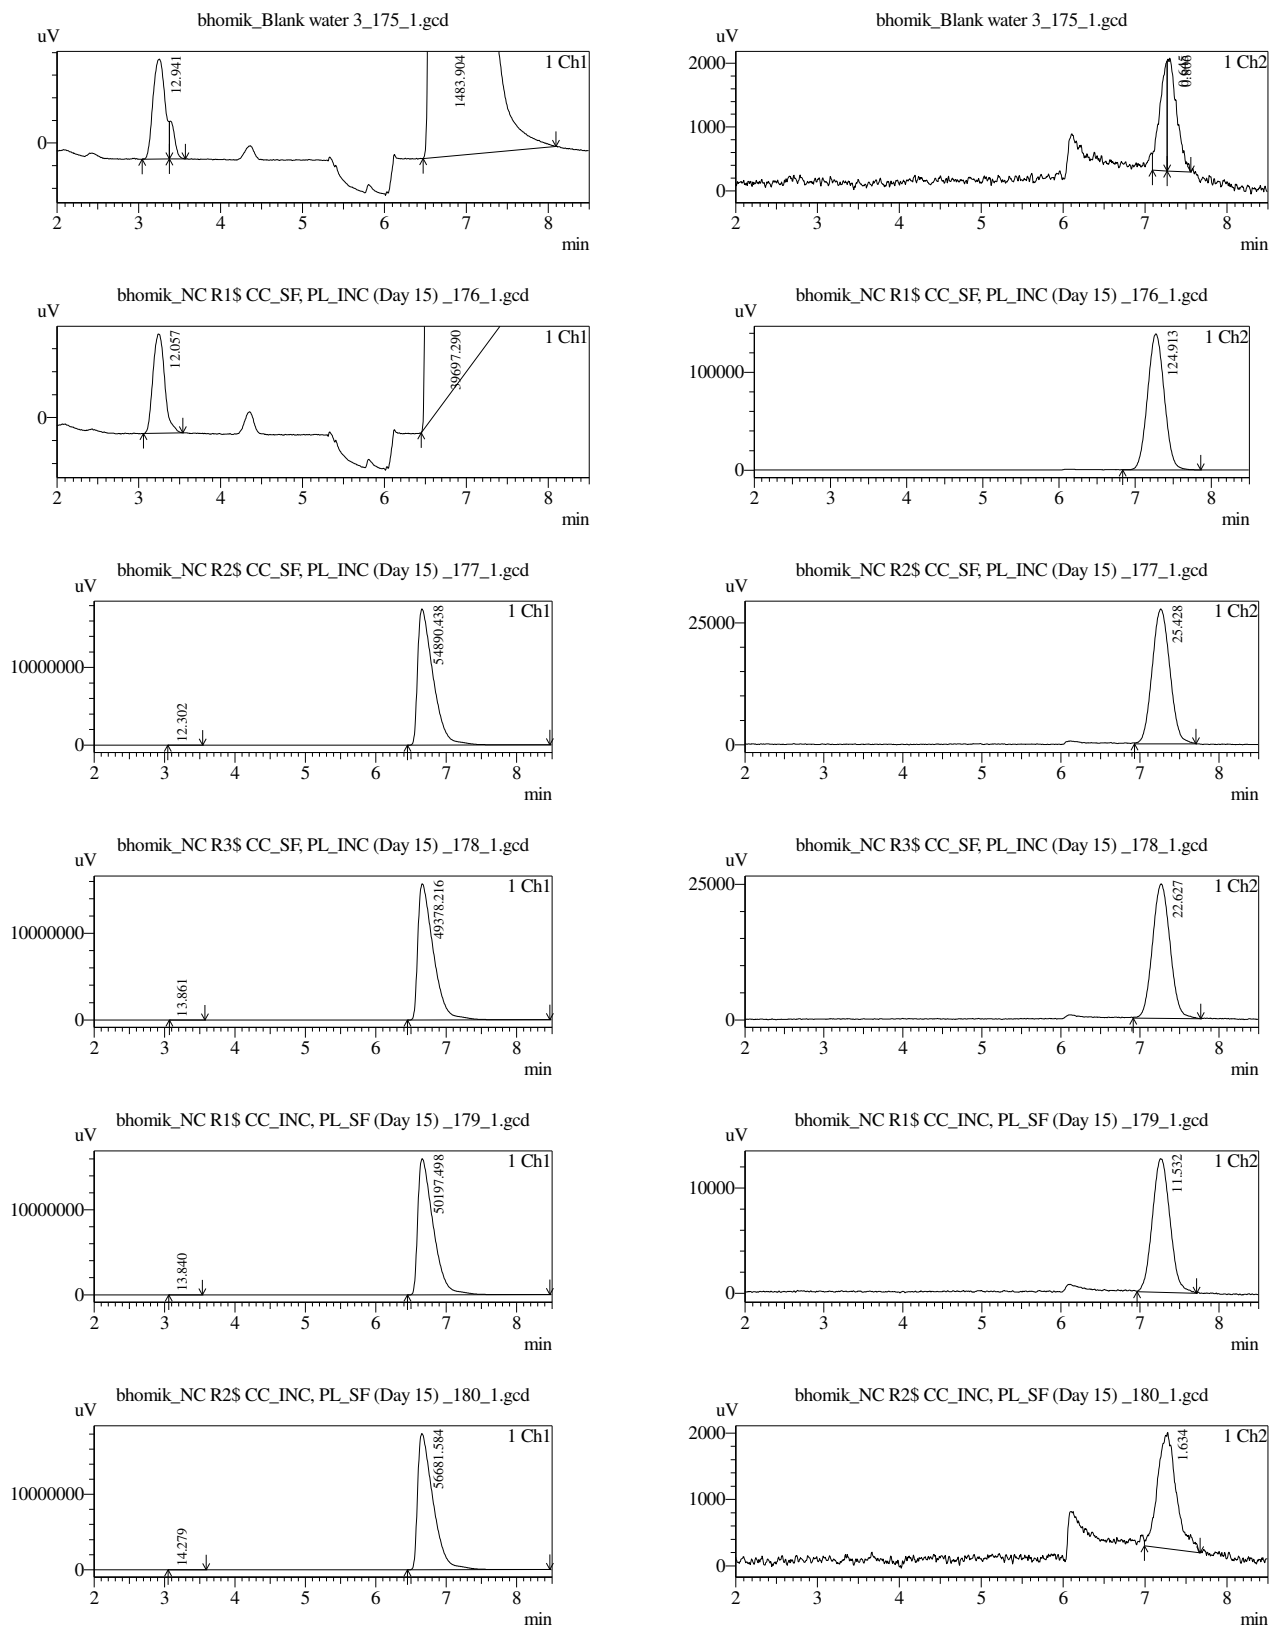 bhomik_Blank water 3_175_1.gcd
uV
1 Ch1
12.941
1483.904
0
2 3 4 5 6 7 8
min
bhomik_Blank water 3_175_1.gcd
uV
1 Ch2
2000
1000
0
2 3 4 5 6 7 8
min
bhomik_NC R1$ CC_SF, PL_INC (Day 15) _176_1.gcd
uV
1 Ch1
12.057
39697.290
0
2 3 4 5 6 7 8
min
bhomik_NC R1$ CC_SF, PL_INC (Day 15) _176_1.gcd
uV
1 Ch2
124.913
100000
0
2 3 4 5 6 7 8
min
bhomik_NC R2$ CC_SF, PL_INC (Day 15) _177_1.gcd
uV
1 Ch1
54890.438
10000000
12.302
0
2 3 4 5 6 7 8
min
bhomik_NC R2$ CC_SF, PL_INC (Day 15) _177_1.gcd
uV
1 Ch2
25000
25.428
0
2 3 4 5 6 7 8
min
bhomik_NC R3$ CC_SF, PL_INC (Day 15) _178_1.gcd
uV
1 Ch1
49378.216
10000000
13.861
0
2 3 4 5 6 7 8
min
bhomik_NC R3$ CC_SF, PL_INC (Day 15) _178_1.gcd
uV
1 Ch2
25000
22.627
0
2 3 4 5 6 7 8
min
bhomik_NC R1$ CC_INC, PL_SF (Day 15) _179_1.gcd
uV
1 Ch1
50197.498
10000000
13.840
0
2 3 4 5 6 7 8
min
bhomik_NC R1$ CC_INC, PL_SF (Day 15) _179_1.gcd
uV
1 Ch2
11.532
10000
0
2 3 4 5 6 7 8
min
bhomik_NC R2$ CC_INC, PL_SF (Day 15) _180_1.gcd
uV
1 Ch1
56681.584
10000000
14.279
0
2 3 4 5 6 7 8
min
bhomik_NC R2$ CC_INC, PL_SF (Day 15) _180_1.gcd
uV
1 Ch2
2000
1.634
1000
0
2 3 4 5 6 7 8
min